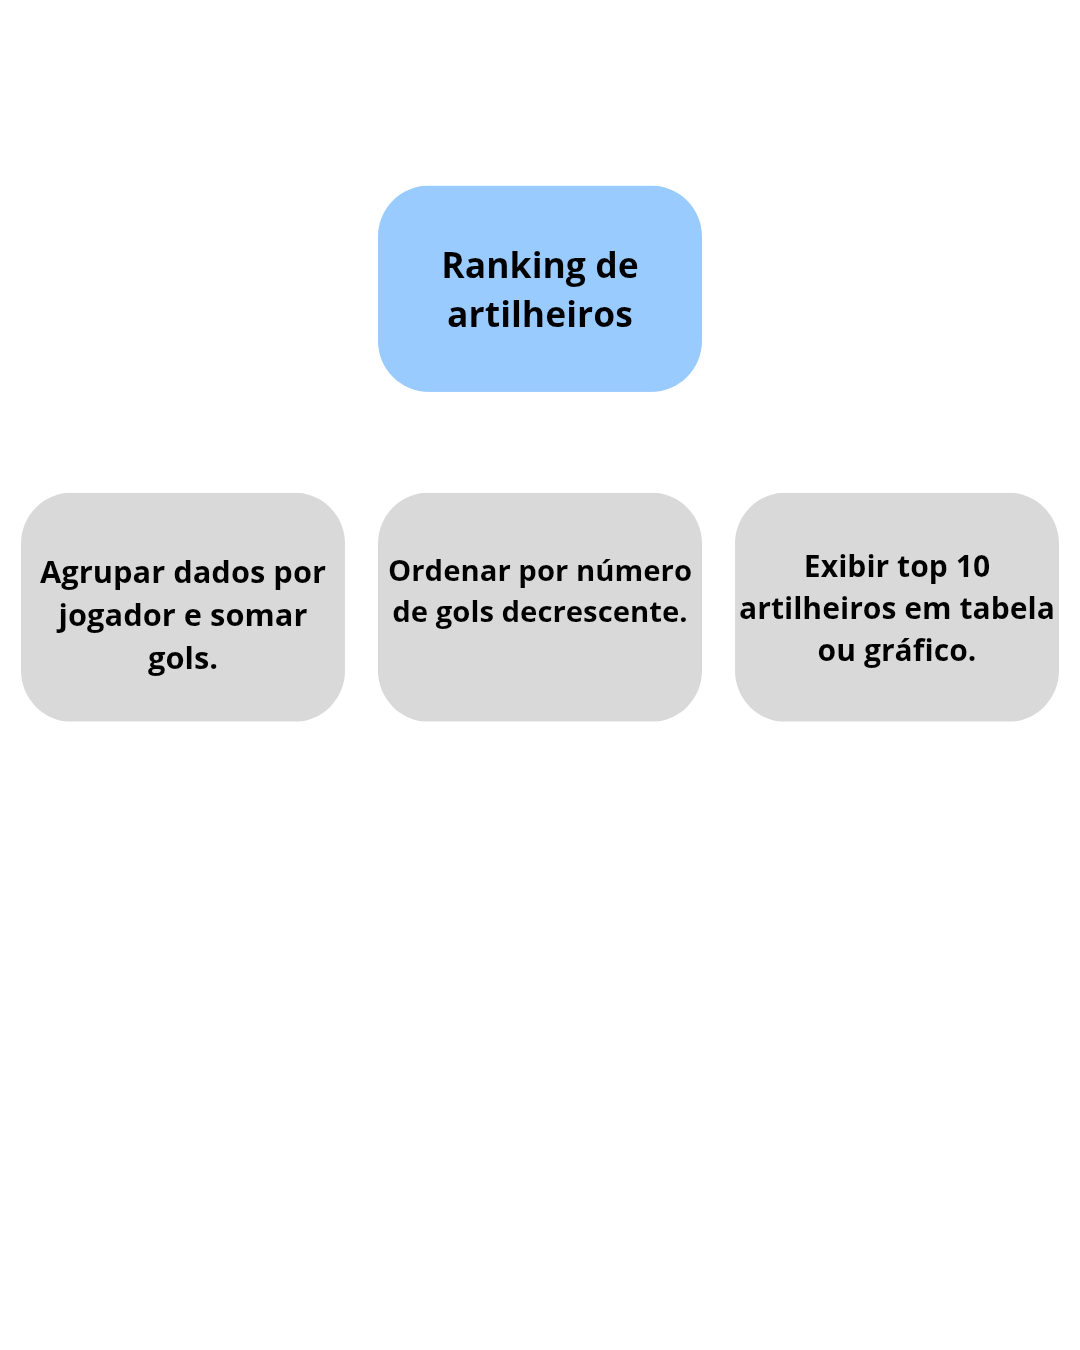 Ranking de
artilheiros
Agrupar dados por
jogador e somar
gols.
Ordenar por número
de gols decrescente.
Exibir top 10
artilheiros em tabela
ou gráfico.